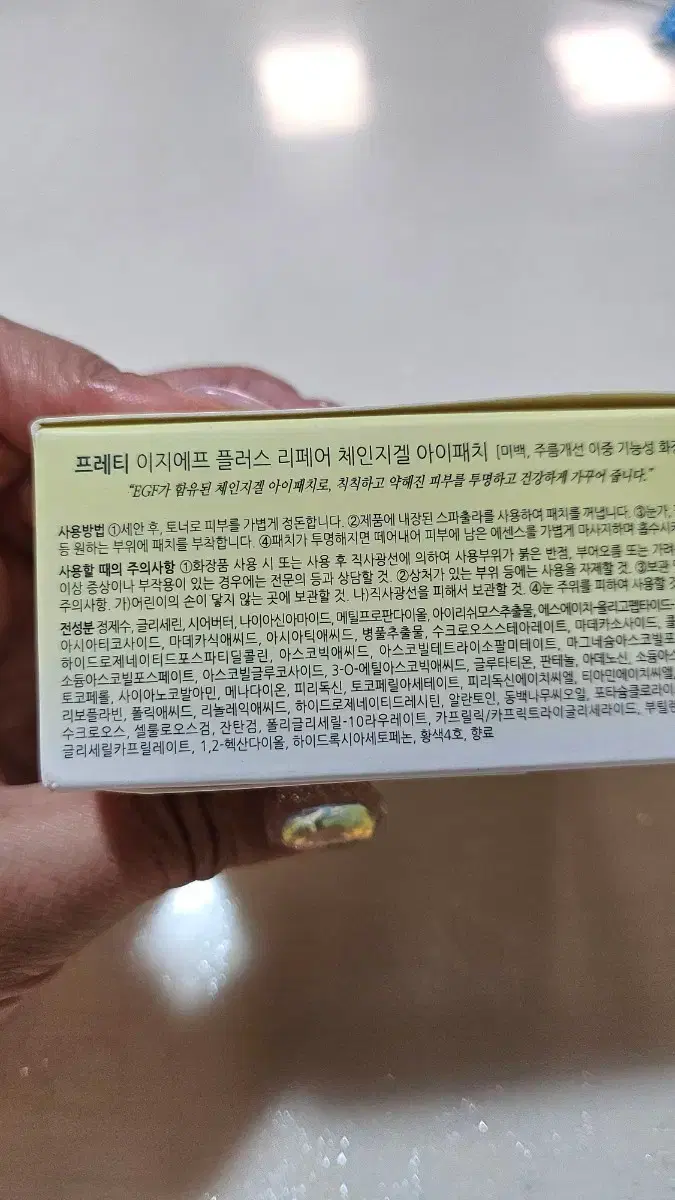 프레티 이지에프 플러스 리페어 체인지겔 아이패치 [미백, 주름개선 이중 기능성 화장
"EGF가 함유된 체인지겔 아이패치로, 칙칙하고 약해진 피부를 투명하고 건강하게 가꾸어 줍니다."
사용방법 ①세안 후, 토너로 피부를 가볍게 정돈합니다. ②제품에 내장된 스파출라를 사용하여 패치를 꺼냅니다. ③눈가,
등 원하는 부위에 패치를 부착합니다. ④패치가 투명해지면 떼어내어 피부에 남은 에센스를 가볍게 마사지하며 흡수시켜
사용할 때의 주의사항 ①화장품 사용 시 또는 사용 후 직사광선에 의하여 사용부위가 붉은 반점, 부어오름 또는 가려
이상 증상이나 부작용이 있는 경우에는 전문의 등과 상담할 것. ②상처가 있는 부위 등에는 사용을 자제할 것. ③보관 및
주의사항. 가)어린이의 손이 닿지 않는 곳에 보관할 것. 나)직사광선을 피해서 보관할 것. ④눈 주위를 피하여 사용할 것
전성분 정제수, 글리세린, 시어버터, 나이아신아마이드, 메틸프로판다이올, 아이리쉬모스추출물, 에스에이치-올리고펩타이드-
아시아티코사이드, 마데카식애씨드, 아시아틱애씨드, 병풀추출물, 수크로오스스테아레이트, 마데카소사이드, 콜
하이드로제네이티드포스파티딜콜린, 아스코빅애씨드, 아스코빌테트라이소팔미테이트, 마그네슘아스코빌포
소듐아스코빌포스페이트, 아스코빌글루코사이드, 3-O-에틸아스코빅애씨드, 글루타티온, 판테놀, 아데노신, 소듐아스
토코페롤, 사이아노코발아민, 메나다이온, 피리독신, 토코페릴아세테이트, 피리독신에이치씨엘, 티아민에이치씨엘,
리보플라빈, 폴릭애씨드, 리놀레익애씨드, 하이드로제네이티드레시틴, 알란토인, 동백나무씨오일, 포타슘클로라이
수크로오스, 셀룰로오스검, 잔탄검, 폴리글리세릴-10라우레이트, 카프릴릭/카프릭트라이글리세라이드, 부틸렌
글리세릴카프릴레이트, 1,2-헥산다이올, 하이드록시아세토페논, 황색4호, 향료